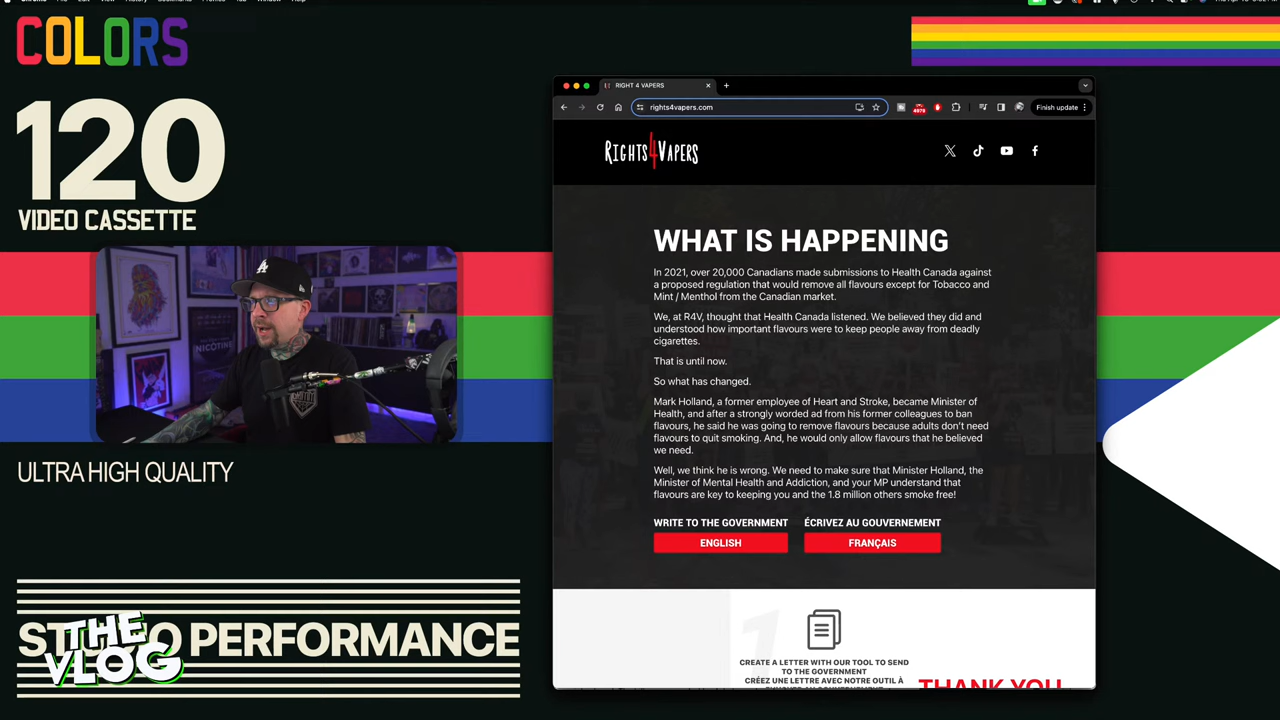 COLORS
120
VIDEO CASSETTE
ULTRA HIGH QUALITY
THE
VLOG
PERFORMANCE
NICOTINE
RIGHT 4 VAPERS
rights4vapers.com
Finish update
RIGHTS4VAPERS
WHAT IS HAPPENING
In 2021, over 20,000 Canadians made submissions to Health Canada against
a proposed regulation that would remove all flavours except for Tobacco and
Mint / Menthol from the Canadian market.
We, at R4V, thought that Health Canada listened. We believed they did and
understood how important flavours were to keep people away from deadly
cigarettes.
That is until now.
So what has changed.
Mark Holland, a former employee of Heart and Stroke, became Minister of
Health, and after a strongly worded ad from his former colleagues to ban
flavours, he said he was going to remove flavours because adults don't need
flavours to quit smoking. And, he would only allow flavours that he believed
we need.
Well, we think he is wrong. We need to make sure that Minister Holland, the
Minister of Mental Health and Addiction, and your MP understand that
flavours are key to keeping you and the 1.8 million others smoke free!
WRITE TO THE GOVERNMENT
ENGLISH
ÉCRIVEZ AU GOUVERNEMENT
FRANÇAIS
1
CREATE A LETTER WITH OUR TOOL TO SEND
TO THE GOVERNMENT
CRÉEZ UNE LETTRE AVEC NOTRE OUTIL À
THANK YOU